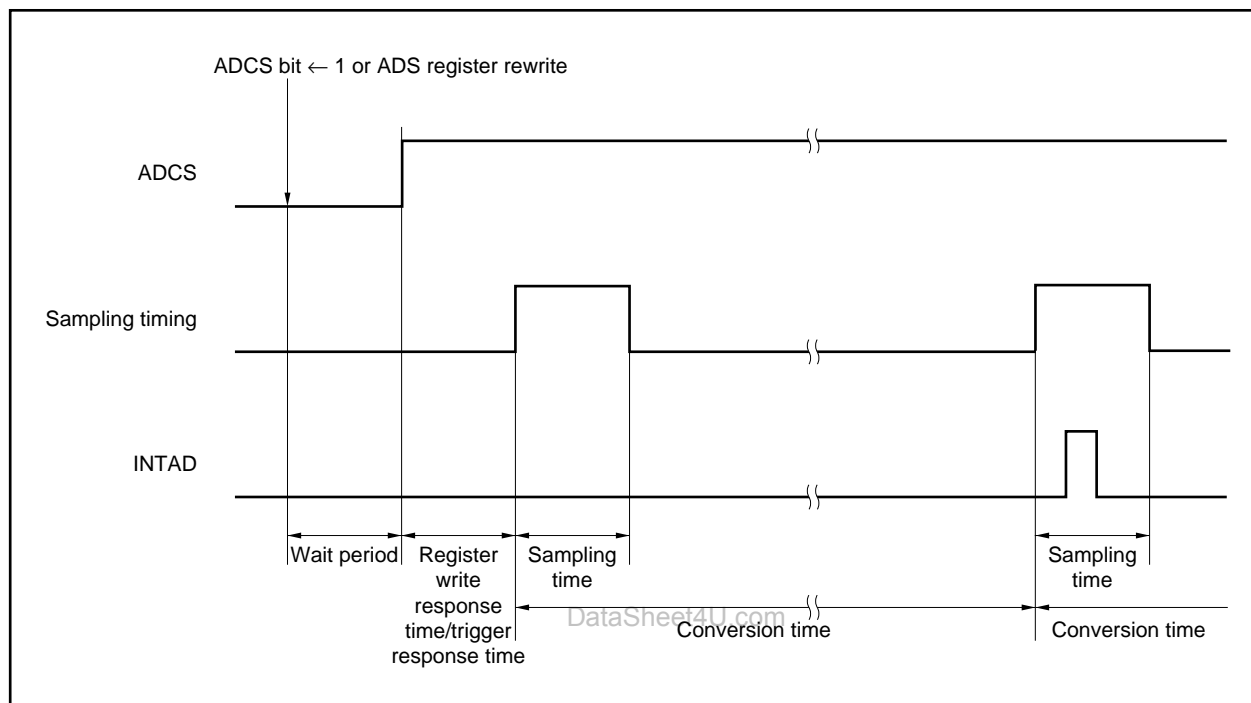 ADCS bit ← 1 or ADS register rewrite
ADCS
Sampling timing
INTAD
Wait period
Register
write
response
time/trigger
response time
Sampling
time
Sampling
time
DataSheet4U.com
Conversion time
Conversion time